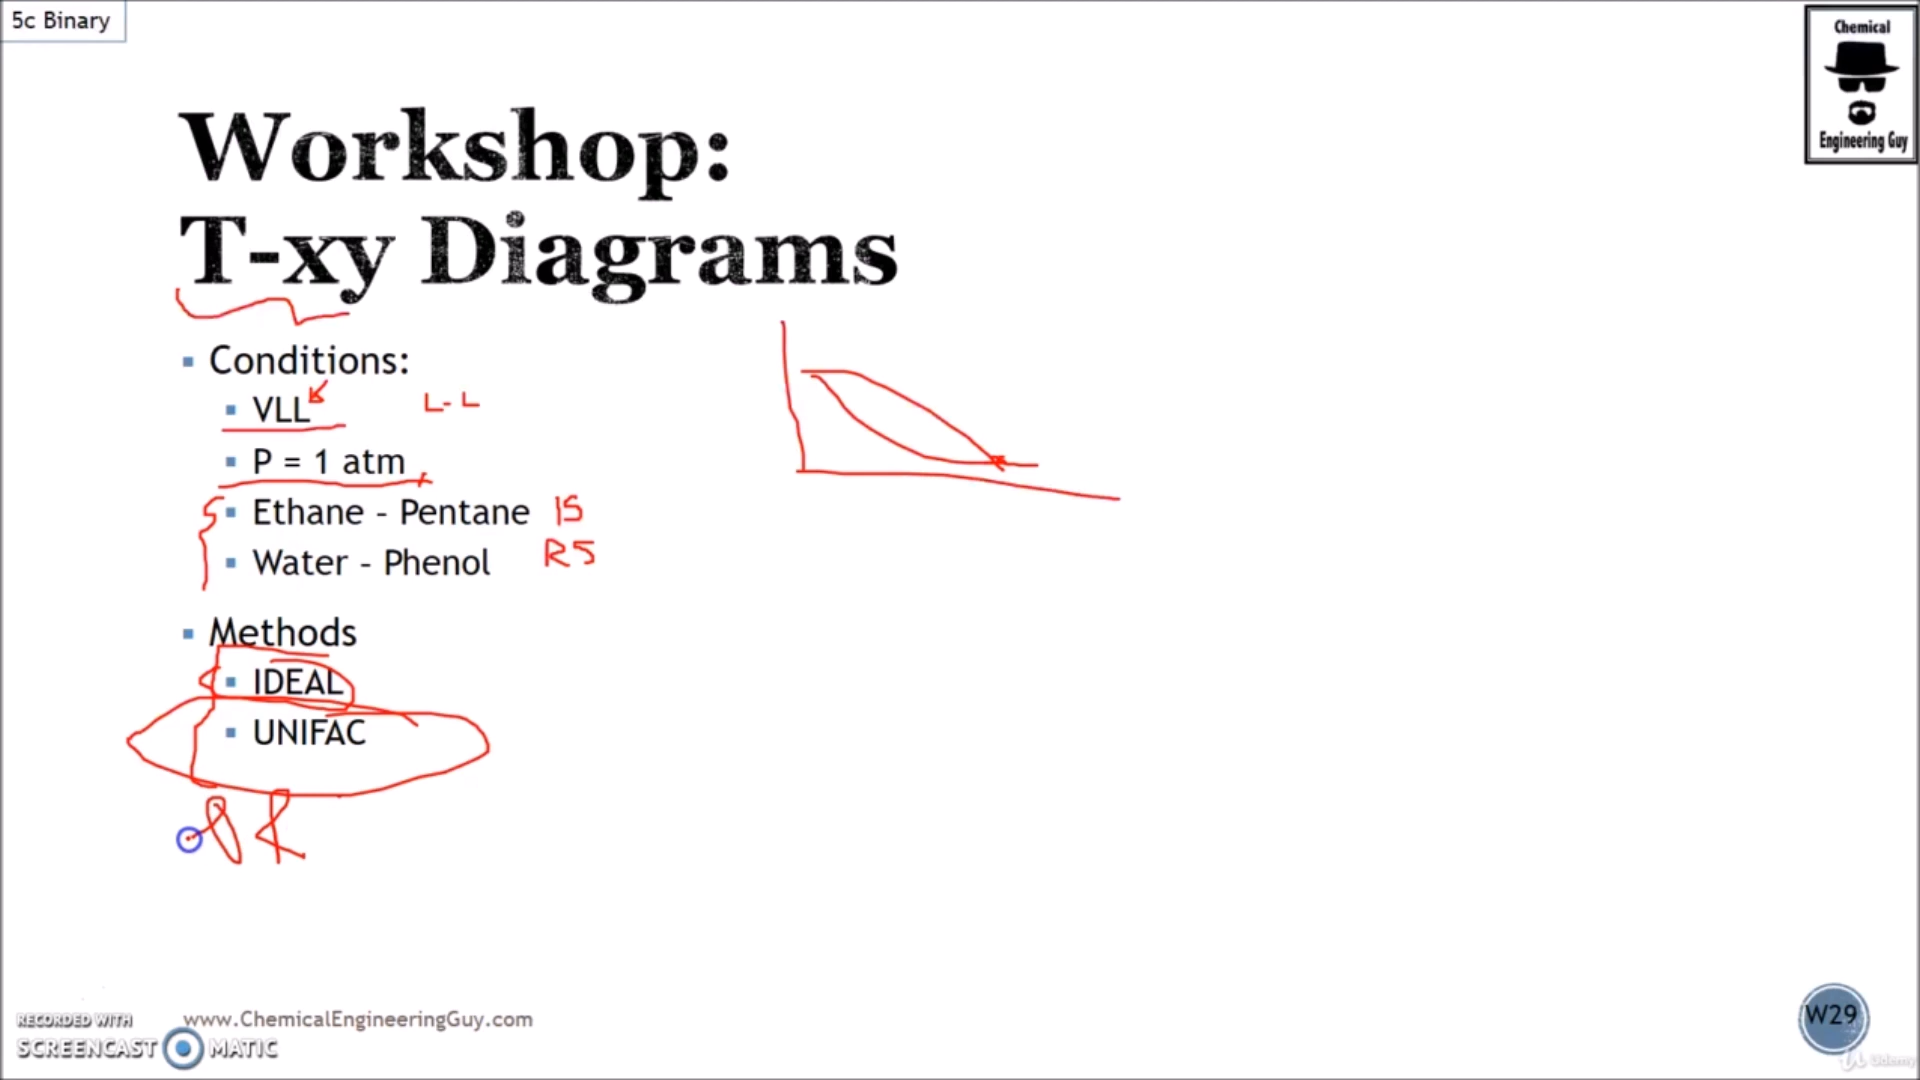 5c Binary
Chemical
Engineering Guy
Workshop:
T-xy Diagrams
Conditions:
VLL L-L
P = 1 atm
Ethane - Pentane IS
Water - Phenol RS
Methods
IDEAL
UNIFAC
RECORDED WITH
SCREENCAST MATIC
www.ChemicalEngineeringGuy.com
W29
Udemy